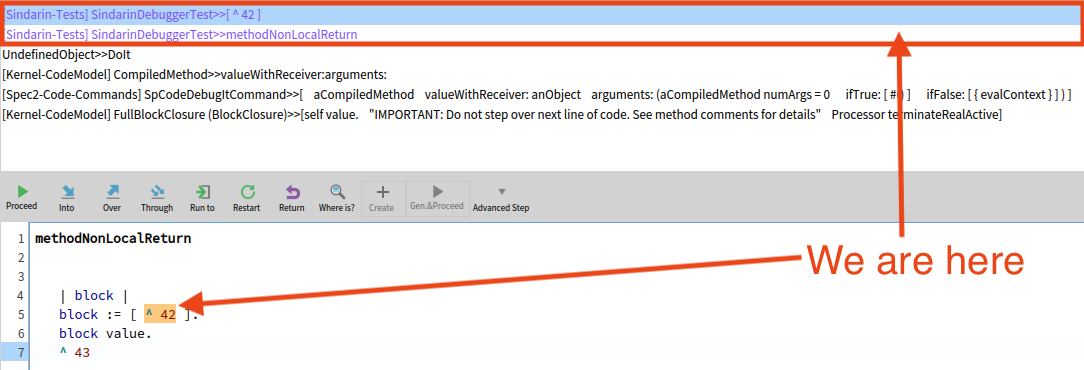 [Sindarin-Tests] SindarinDebuggerTest>>[ ^ 42 ]
[Sindarin-Tests] SindarinDebuggerTest>>methodNonLocalReturn
UndefinedObject>>DoIt
[Kernel-CodeModel] CompiledMethod>>valueWithReceiver:arguments:
[Spec2-Code-Commands] SpCodeDebugItCommand>>[ aCompiledMethod valueWithReceiver: anObject arguments: (aCompiledMethod numArgs = 0 ifTrue: [ #() ] ifFalse: [ { evalContext } ] ) ]
[Kernel-CodeModel] FullBlockClosure (BlockClosure)>>[self value. "IMPORTANT: Do not step over next line of code. See method comments for details" Processor terminateRealActive]
Proceed Into Over Through Run to Restart Return Where is? Create Gen.&Proceed Advanced Step
1 methodNonLocalReturn
2
3
We are here
4 | block |
5 block := [ ^ 42 ].
6 block value.
7 ^ 43